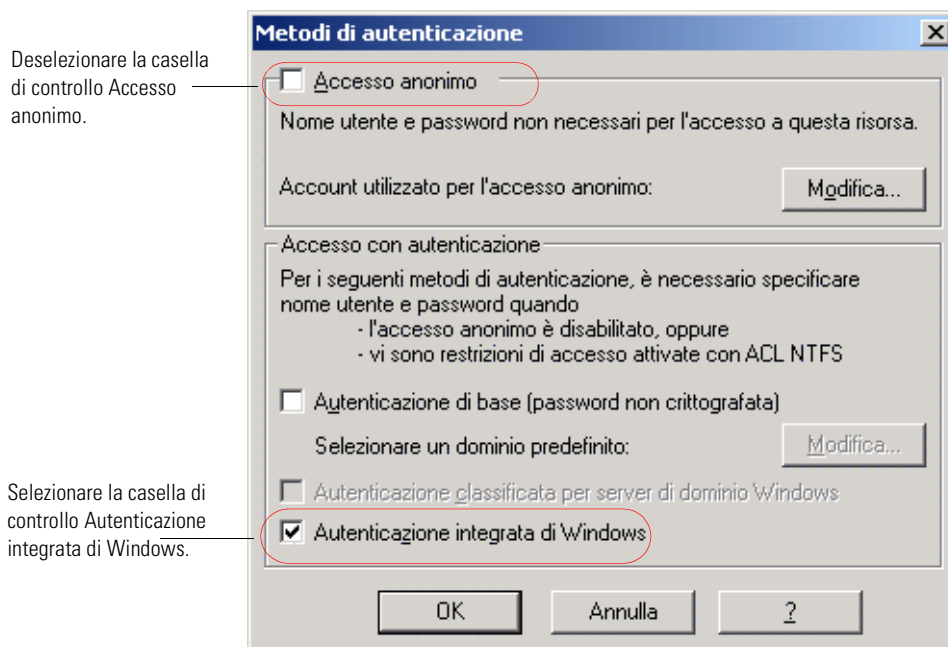 Metodi di autenticazione
Deselezionare la casella
di controllo Accesso
anonimo.
Accesso anonimo
Nome utente e password non necessari per l'accesso a questa risorsa.
Account utilizzato per l'accesso anonimo:
Modifica...
Accesso con autenticazione
Per i seguenti metodi di autenticazione, è necessario specificare
nome utente e password quando
- l'accesso anonimo è disabilitato, oppure
- vi sono restrizioni di accesso attivate con ACL NTFS
Autenticazione di base (password non crittografata)
Selezionare un dominio predefinito:
Modifica...
Autenticazione classificata per server di dominio Windows
Selezionare la casella di
controllo Autenticazione
integrata di Windows.
Autenticazione integrata di Windows
OK
Annulla
?